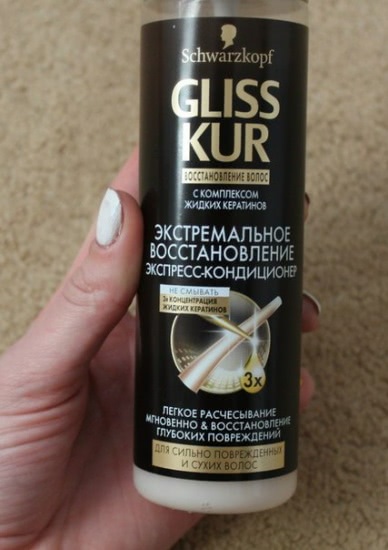 Schwarzkopf
GLISS
KUR
ВОССТАНОВЛЕНИЕ ВОЛОС
С КОМПЛЕКСОМ
ЖИДКИХ КЕРАТИНОВ
ЭКСТРЕМАЛЬНОЕ
ВОССТАНОВЛЕНИЕ
ЭКСПРЕСС-КОНДИЦИОНЕР
НЕ СМЫВАТЬ
3x КОНЦЕНТРАЦИЯ
ЖИДКИХ КЕРАТИНОВ
3x
ЛЕГКОЕ РАСЧЕСЫВАНИЕ
МГНОВЕННО & ВОССТАНОВЛЕНИЕ
ГЛУБОКИХ ПОВРЕЖДЕНИЙ
ДЛЯ СИЛЬНО ПОВРЕЖДЕННЫХ
И СУХИХ ВОЛОС